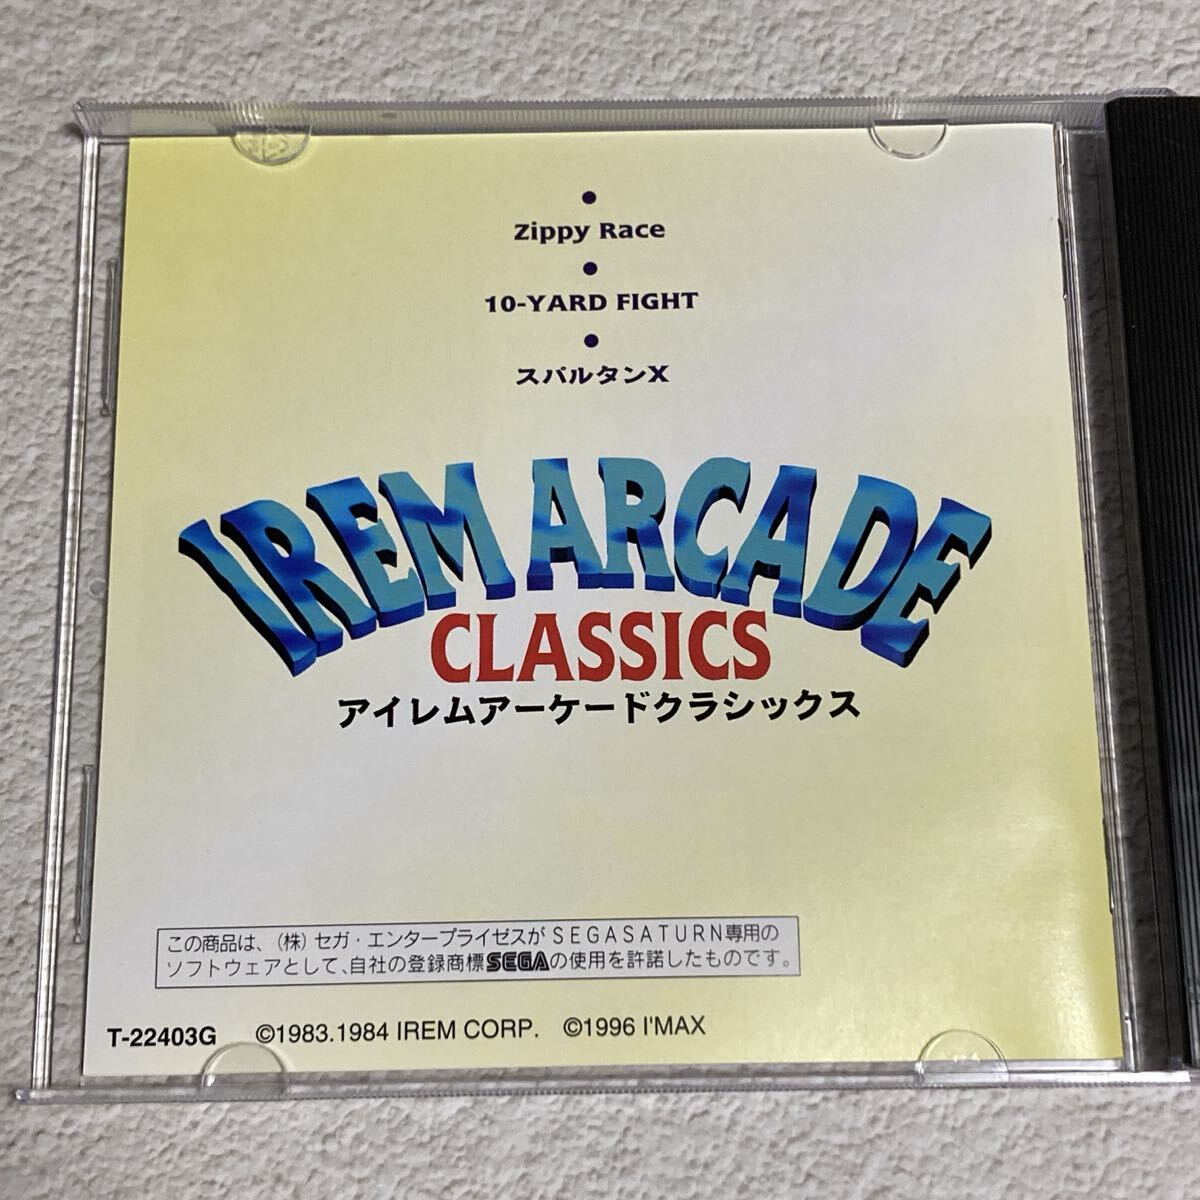 Zippy Race
10-YARD FIGHT
スパルタンX
IREM ARCADE
CLASSICS
アイレムアーケードクラシックス
この商品は、(株)セガ・エンタープライゼスがSEGASATURN専用の
ソフトウェアとして、自社の登録商標SEGAの使用を許諾したものです。
T-22403G ©1983.1984 IREM CORP. ©1996 I'MAX